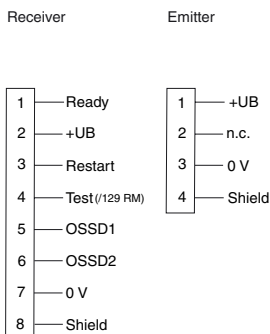 Receiver
1 Ready
2 +UB
3 Restart
4 Test (/129 RM)
5 OSSD1
6 OSSD2
7 0 V
8 Shield
Emitter
1 +UB
2 n.c.
3 0 V
4 Shield